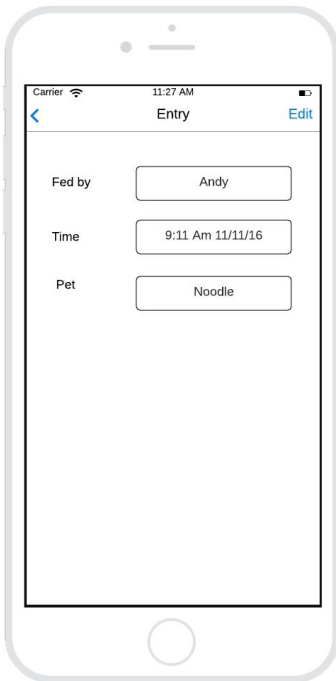 Carrier 11:27 AM
Entry Edit
Fed by Andy
Time 9:11 Am 11/11/16
Pet Noodle